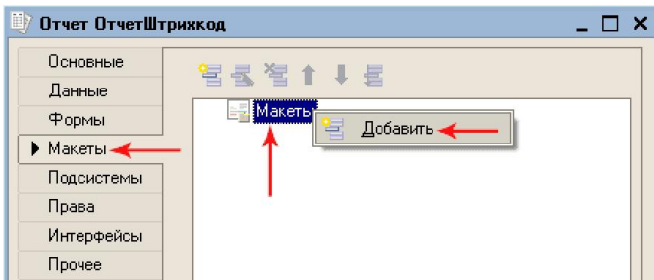 Отчет ОтчетШтрихкод
Основные
Данные
Формы
Макеты
Подсистемы
Права
Интерфейсы
Прочее
Макеты
Добавить